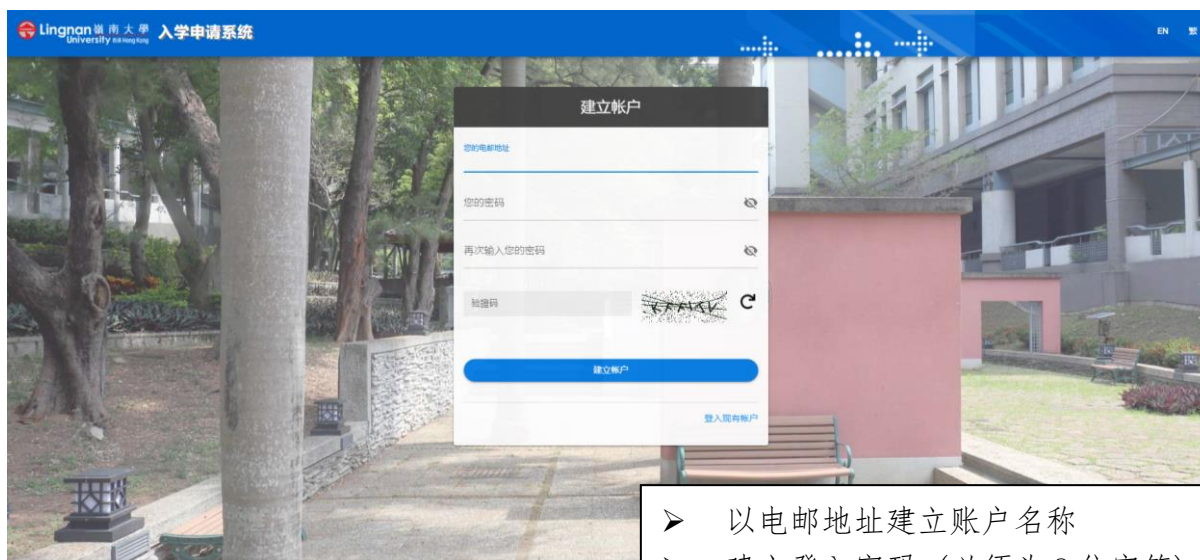 Lingnan 嶺南大學 入学申请系统
University Hong Kong
EN 繁
建立帐户
您的电邮地址
您的密码
再次输入您的密码
验證码
建立帐户
登入现有帐户
➢ 以电邮地址建立账户名称